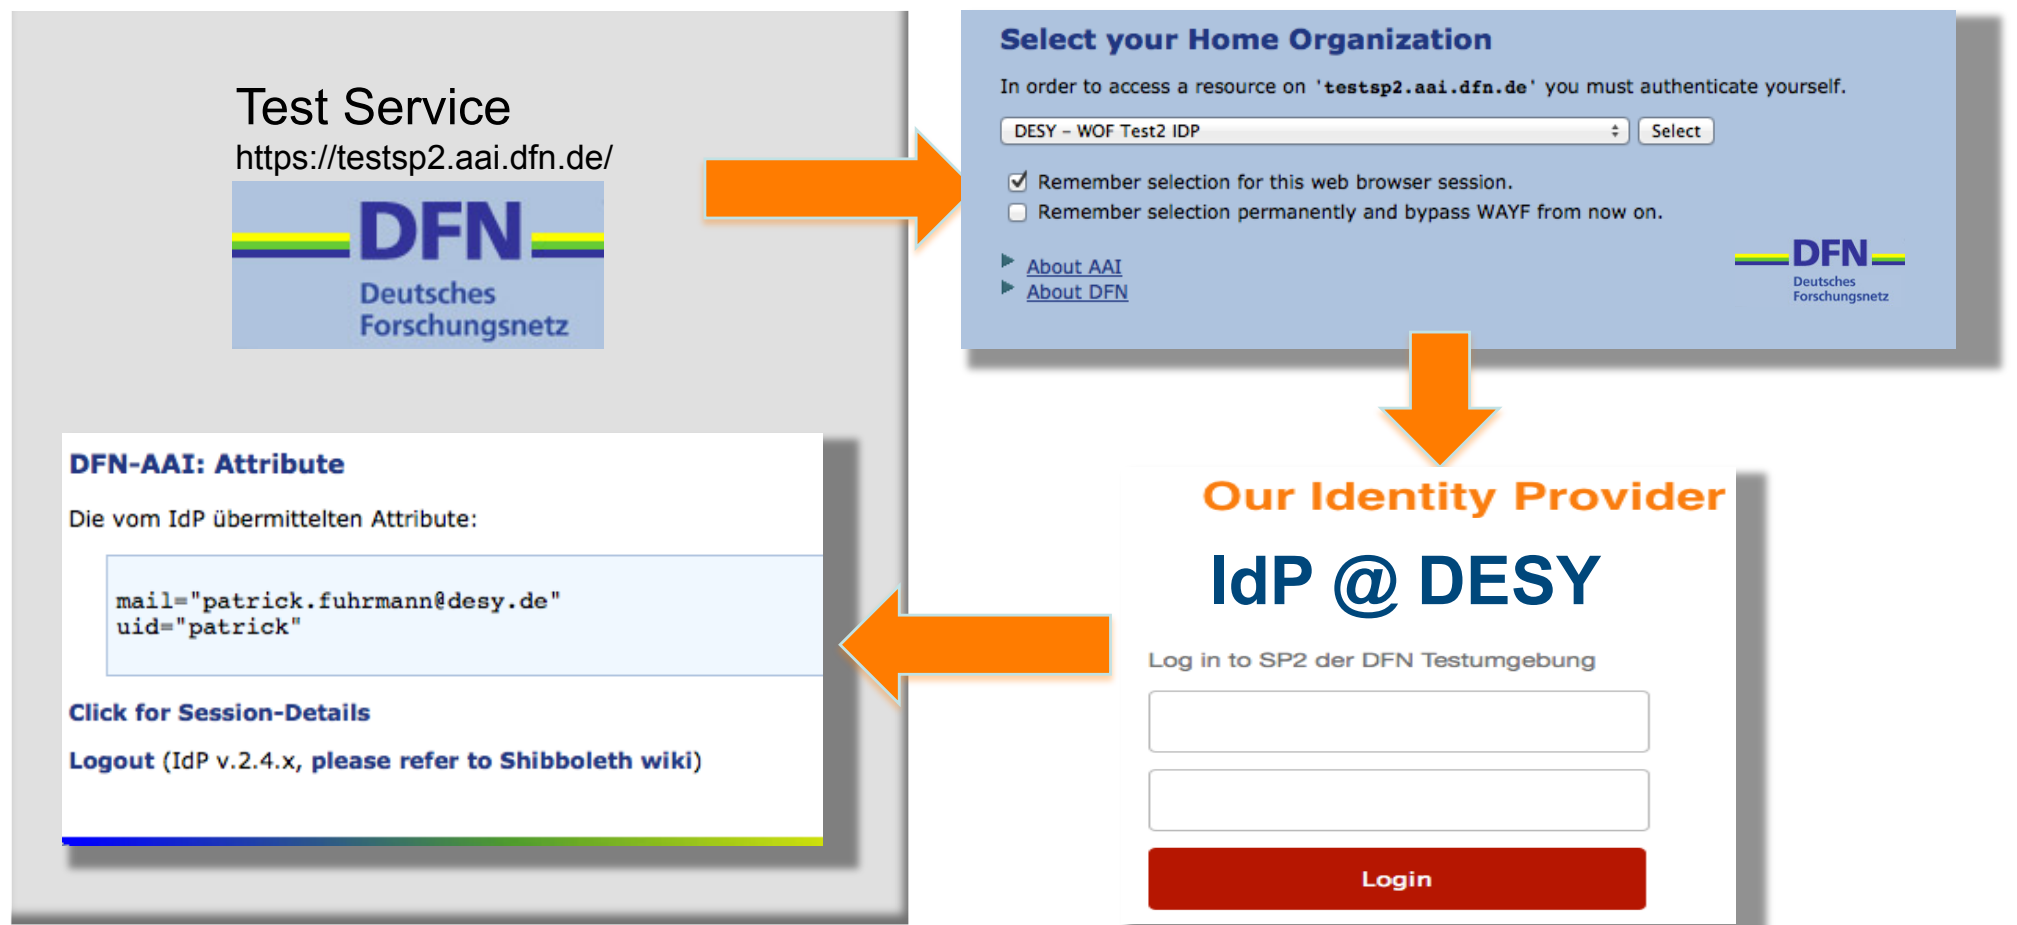 Test Service
https://testsp2.aai.dfn.de/
DFN
Deutsches
Forschungsnetz
Select your Home Organization
In order to access a resource on 'testsp2.aai.dfn.de' you must authenticate yourself.
DESY – WOF Test2 IDP
Select
Remember selection for this web browser session.
Remember selection permanently and bypass WAYF from now on.
About AAI
About DFN
DFN
Deutsches
Forschungsnetz
Our Identity Provider
IdP @ DESY
Log in to SP2 der DFN Testumgebung
Login
DFN-AAI: Attribute
Die vom IdP übermittelten Attribute:
mail="patrick.fuhrmann@desy.de"
uid="patrick"
Click for Session-Details
Logout (IdP v.2.4.x, please refer to Shibboleth wiki)